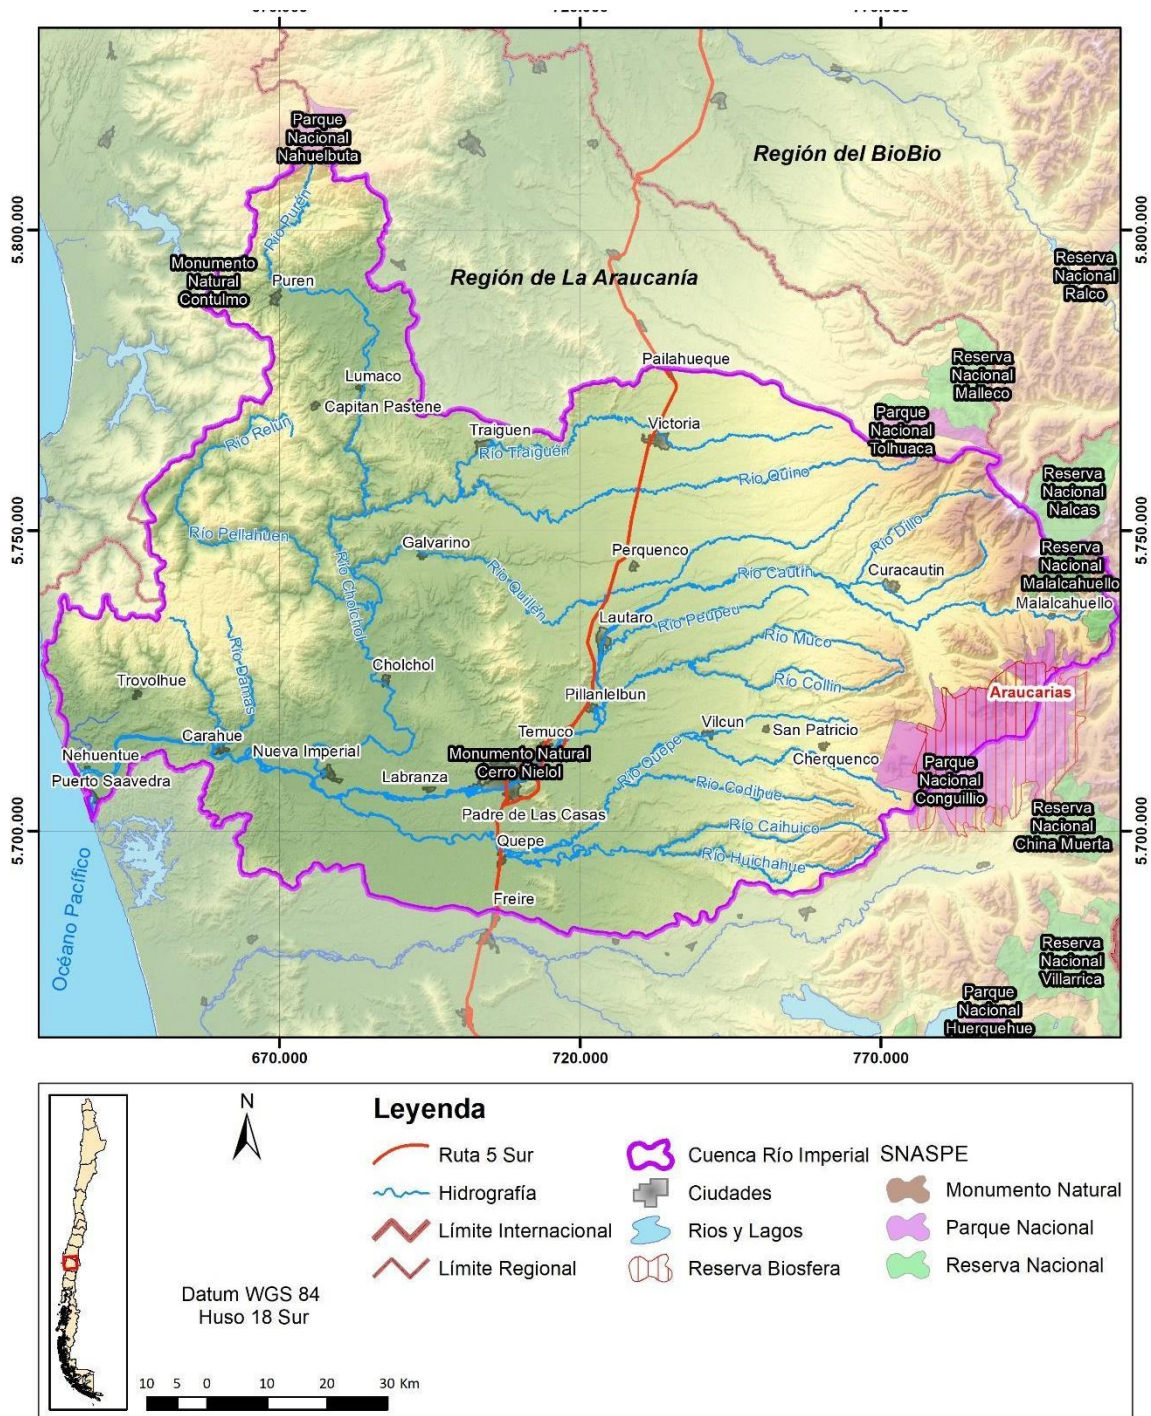 670.000 720.000 770.000
Parque
Nacional
Nahuelbuta
Región del BioBio
5.800.000
5.800.000
Río Purén
Monumento
Natural
Contulmo
Puren
Región de La Araucanía
Reserva
Nacional
Ralco
Pailahueque
Reserva
Nacional
Malleco
Lumaco
Capitan Pastene
Parque
Nacional
Tolhuaca
Río Relún
Traiguen
Río Traiguén
Victoria
Río Quino
Reserva
Nacional
Nalcas
5.750.000
5.750.000
Río Pellahuen
Galvarino
Río Cholchol
Río Quillén
Perquenco
Río Dillo
Río Cautín
Curacautin
Reserva
Nacional
Malalcahuello
Malalcahuello
Lautaro
Río Peupeu
Río Muco
Río Damas
Cholchol
Trovolhue
Río Collín
Pillanlelbun
Araucarias
Vilcun
San Patricio
Temuco
Carahue
Nueva Imperial
Monumento Natural
Cerro Ñielol
Río Quepe
Cherquenco
Nehuentue
Puerto Saavedra
Labranza
Río Codihue
Parque
Nacional
Conguillio
Padre de Las Casas
Río Caihuico
Reserva
Nacional
China Muerta
5.700.000
5.700.000
Quepe
Río Huichahue
Freire
Océano Pacífico
Reserva
Nacional
Villarrica
Parque
Nacional
Huerquehue
670.000 720.000 770.000
N
Leyenda
Ruta 5 Sur
Hidrografía
Límite Internacional
Límite Regional
Cuenca Río Imperial
Ciudades
Rios y Lagos
Reserva Biosfera
SNASPE
Monumento Natural
Parque Nacional
Reserva Nacional
Datum WGS 84
Huso 18 Sur
10 5 0 10 20 30 Km